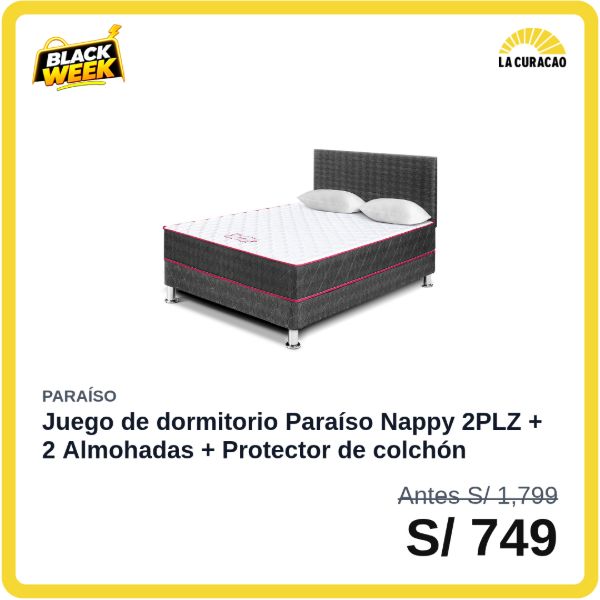 BLACK
WEEK
LA CURACAO
PARAÍSO
Juego de dormitorio Paraíso Nappy 2PLZ +
2 Almohadas + Protector de colchón
Antes S/ 1,799
S/ 749